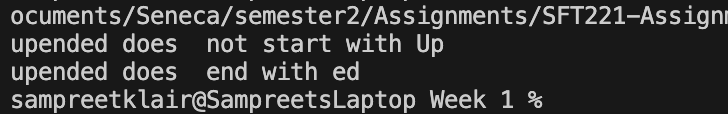 ocuments/Seneca/semester2/Assignments/SFT221-Assign
upended does  not start with Up
upended does  end with ed
sampreetklair@SampreetsLaptop Week 1 %